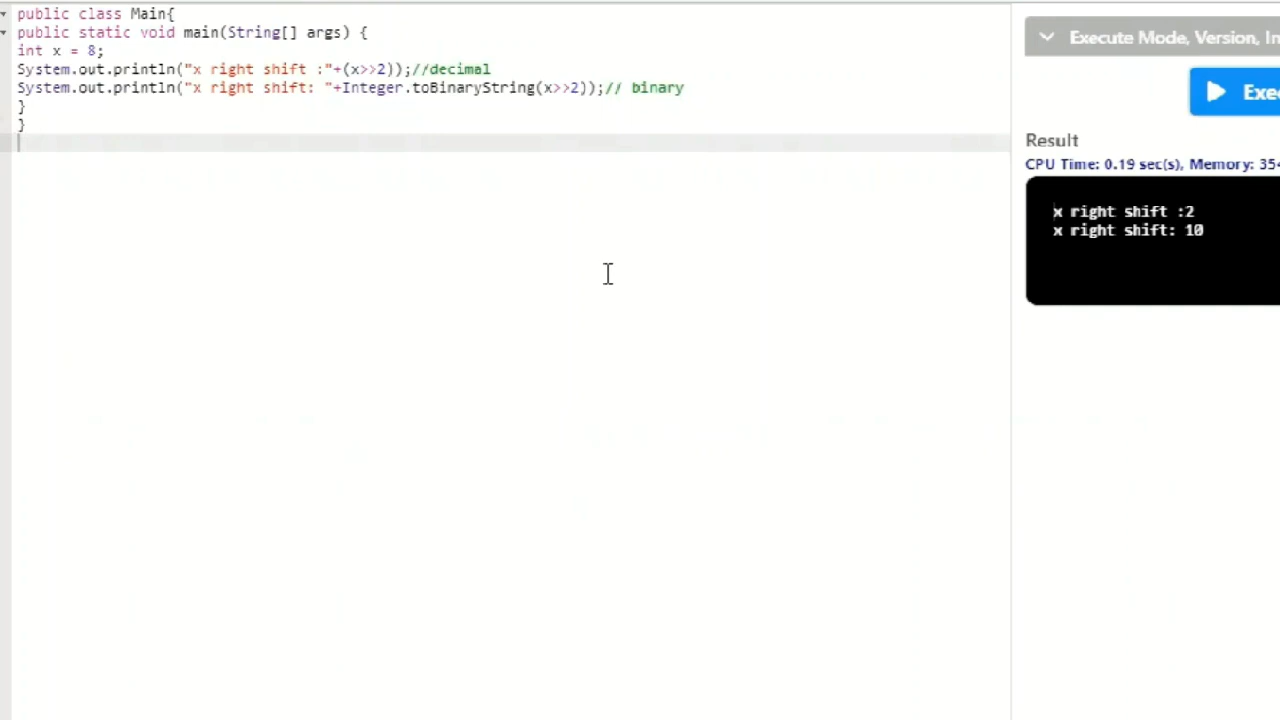 public class Main{
public static void main(String[] args) {
int x = 8;
System.out.println("x right shift :"+(x>>2));//decimal
System.out.println("x right shift: "+Integer.toBinaryString(x>>2));// binary
}
}
Execute Mode, Version, In
Exec
Result
CPU Time: 0.19 sec(s), Memory: 354
x right shift :2
x right shift: 10